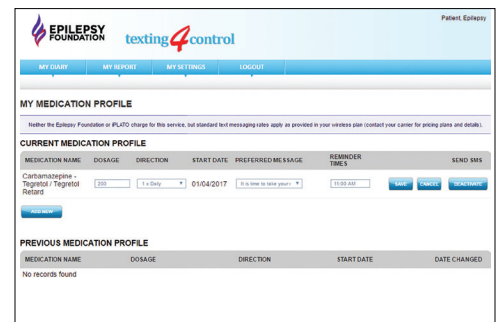 Patient, Epilepsy
EPILEPSY
FOUNDATION
texting4control
MY DIARY MY REPORT MY SETTINGS LOGOUT
MY MEDICATION PROFILE
Neither the Epilepsy Foundation or iPLATO charge for this service, but standard text messaging rates apply as provided in your wireless plan (contact your carrier for pricing plans and details).
CURRENT MEDICATION PROFILE
MEDICATION NAME DOSAGE DIRECTION START DATE PREFERRED MESSAGE REMINDER TIMES SEND SMS
Carbamazepine -
Tegretol / Tegretol
Retard
200 1 x Daily 01/04/2017 It is time to take your 11:00 AM SAVE CANCEL DEACTIVATE
ADD NEW
PREVIOUS MEDICATION PROFILE
MEDICATION NAME DOSAGE DIRECTION START DATE DATE CHANGED
No records found